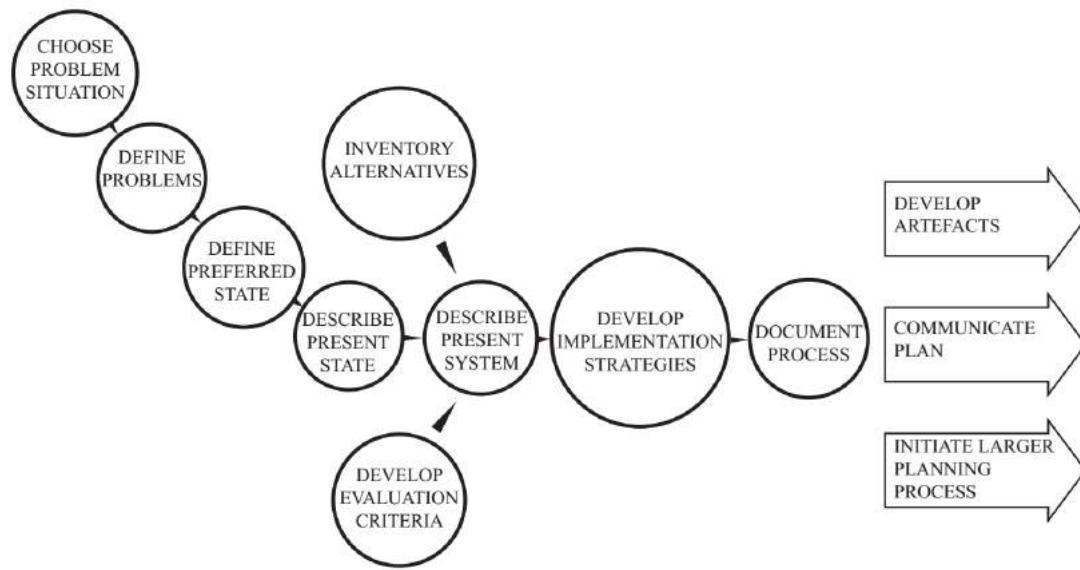 CHOOSE
PROBLEM
SITUATION
DEFINE
PROBLEMS
DEFINE
PREFERRED
STATE
DESCRIBE
PRESENT
STATE
INVENTORY
ALTERNATIVES
DESCRIBE
PRESENT
SYSTEM
DEVELOP
EVALUATION
CRITERIA
DEVELOP
IMPLEMENTATION
STRATEGIES
DOCUMENT
PROCESS
DEVELOP
ARTEFACTS
COMMUNICATE
PLAN
INITIATE LARGER
PLANNING
PROCESS